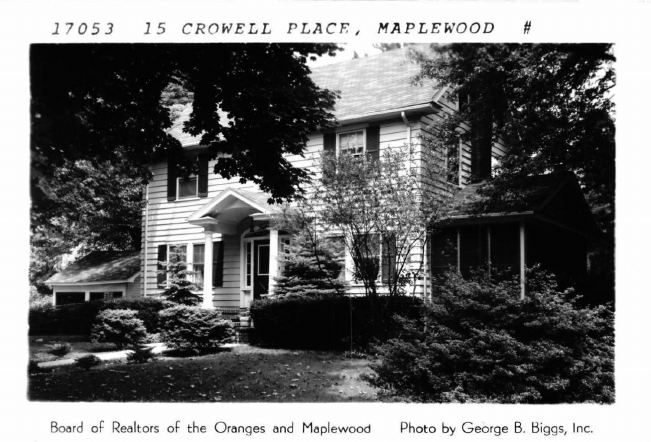 17053 15 CROWELL PLACE, MAPLEWOOD #
Board of Realtors of the Oranges and Maplewood Photo by George B. Biggs, Inc.